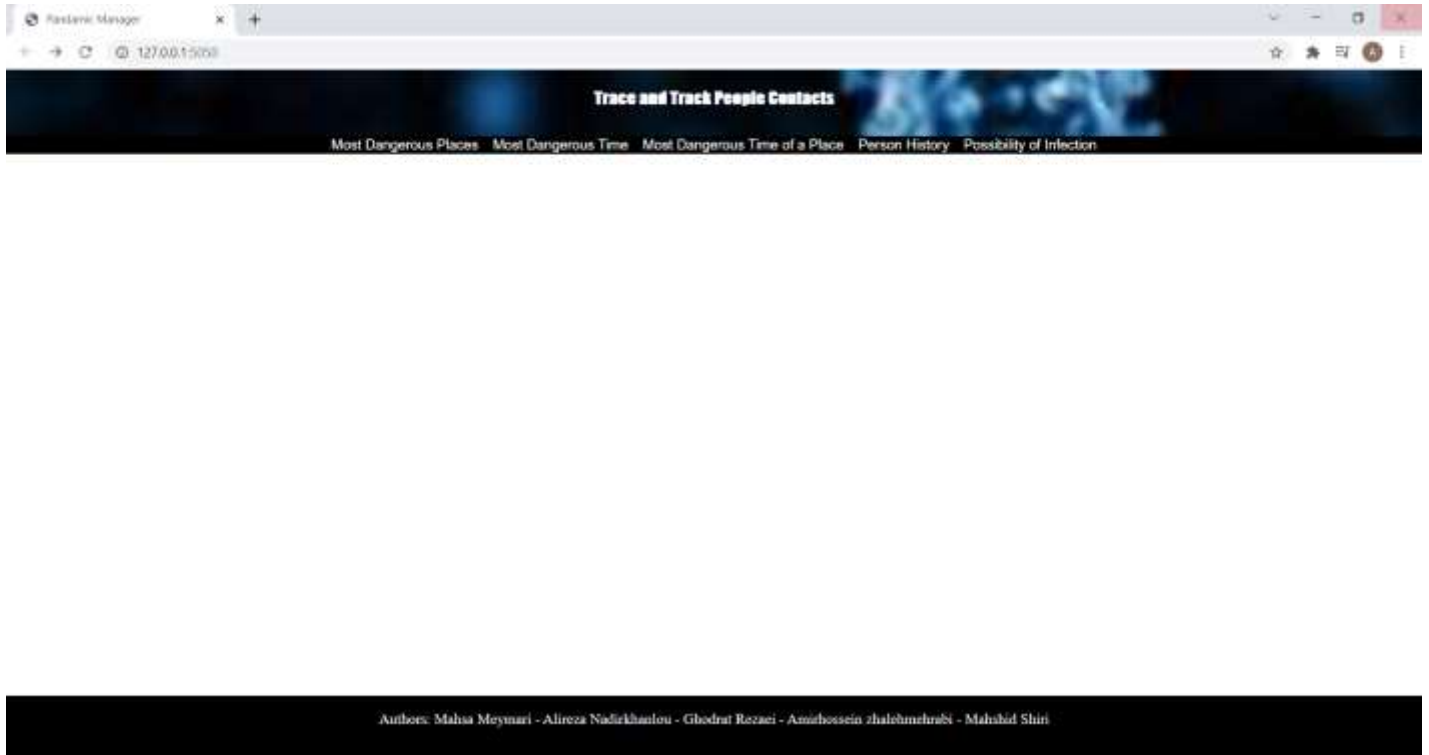 Pandemic Manager
127.0.0.1:5050
Trace and Track People Contacts
Most Dangerous Places Most Dangerous Time Most Dangerous Time of a Place Person History Possibility of Infection
Authors: Mahsa Meymari - Alireza Nadirkhanlou - Ghodrat Rezaei - Amirhossein zhalehmehrabi - Mahshid Shiri